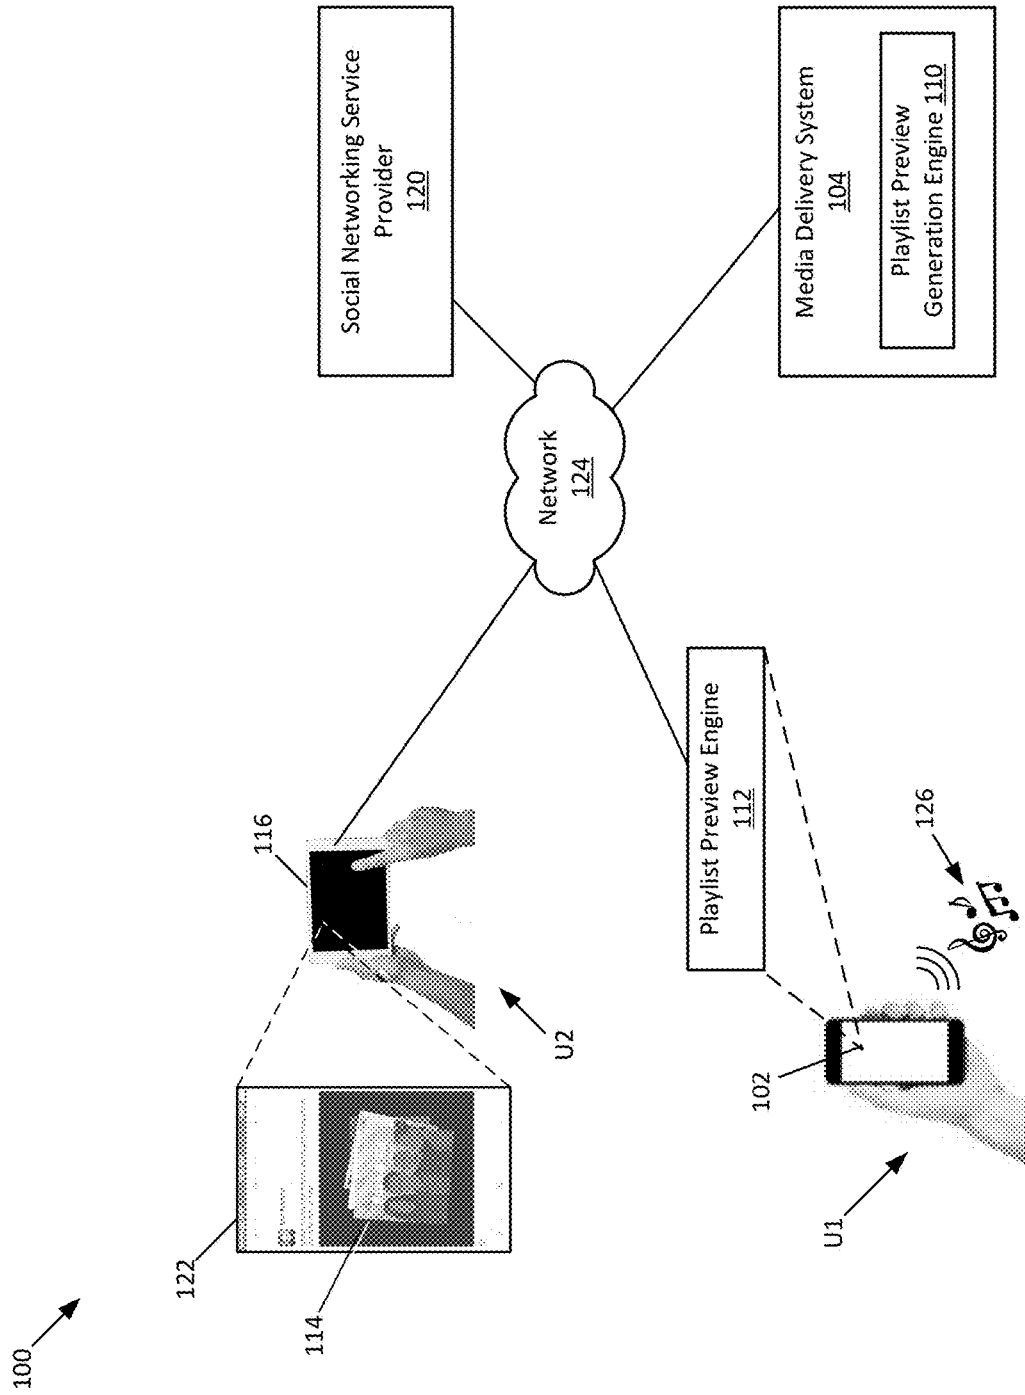 100
122
114
116
U2
Social Networking Service
Provider
120
Network
124
U1
102
Playlist Preview Engine
112
126
Media Delivery System
104
Playlist Preview
Generation Engine 110